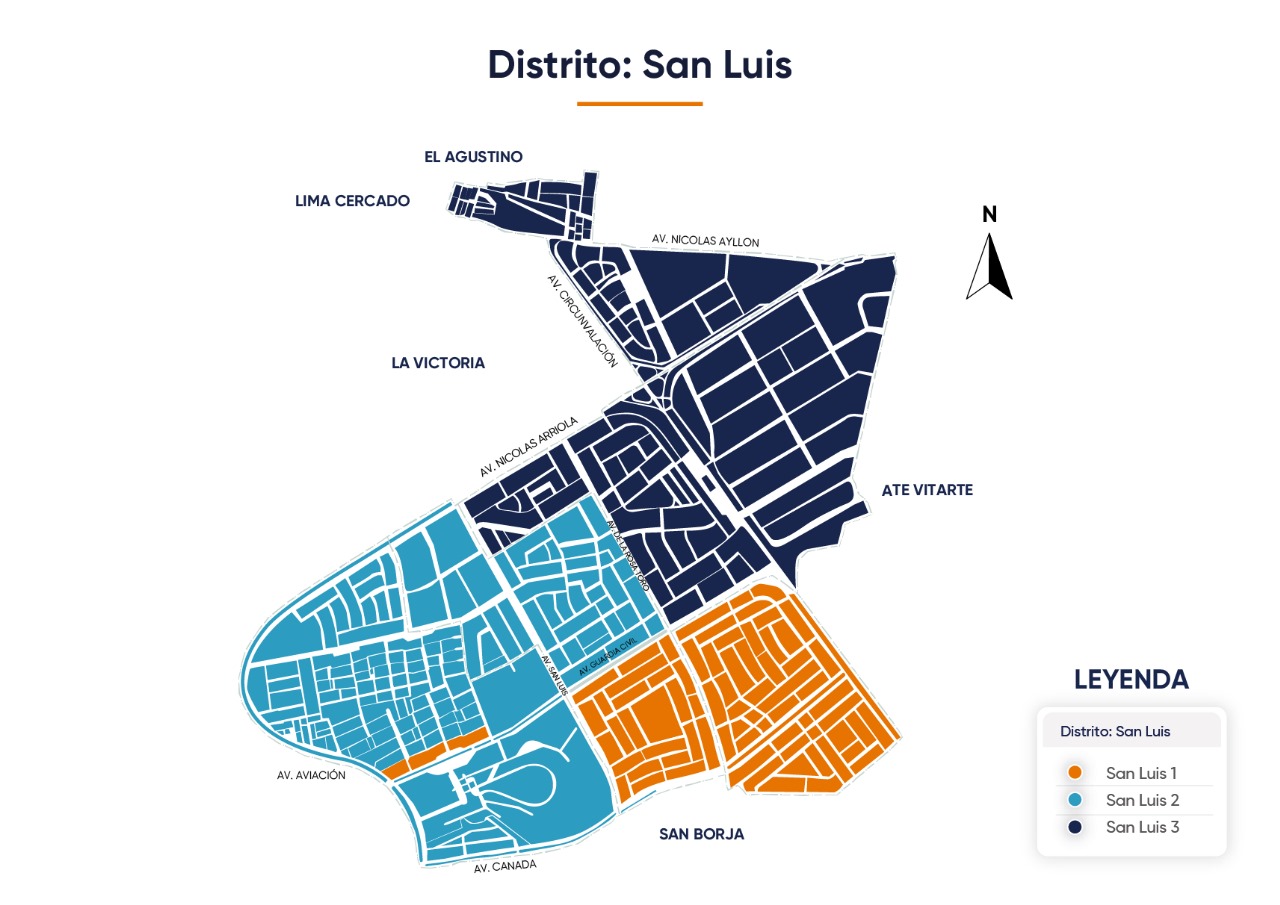 Distrito: San Luis
EL AGUSTINO
LIMA CERCADO
N
AV. NICOLAS AYLLON
AV. CIRCUNVALACIÓN
LA VICTORIA
AV. NICOLAS ARRIOLA
ATE VITARTE
AV. DE LA ROSA TORO
AV. GUARDIA CIVIL
AV. SAN LUIS
AV. AVIACIÓN
SAN BORJA
AV. CANADA
LEYENDA
Distrito: San Luis
San Luis 1
San Luis 2
San Luis 3